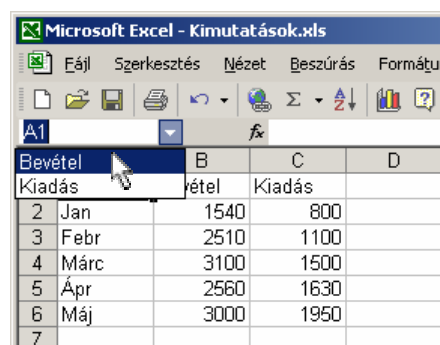 Microsoft Excel - Kimutatások.xls
Fájl Szerkesztés Nézet Beszúrás Formátu
Σ A Z ?
A1 fx
Bevétel B C D
Kiadás vétel Kiadás
2 Jan 1540 800
3 Febr 2510 1100
4 Márc 3100 1500
5 Ápr 2560 1630
6 Máj 3000 1950
7